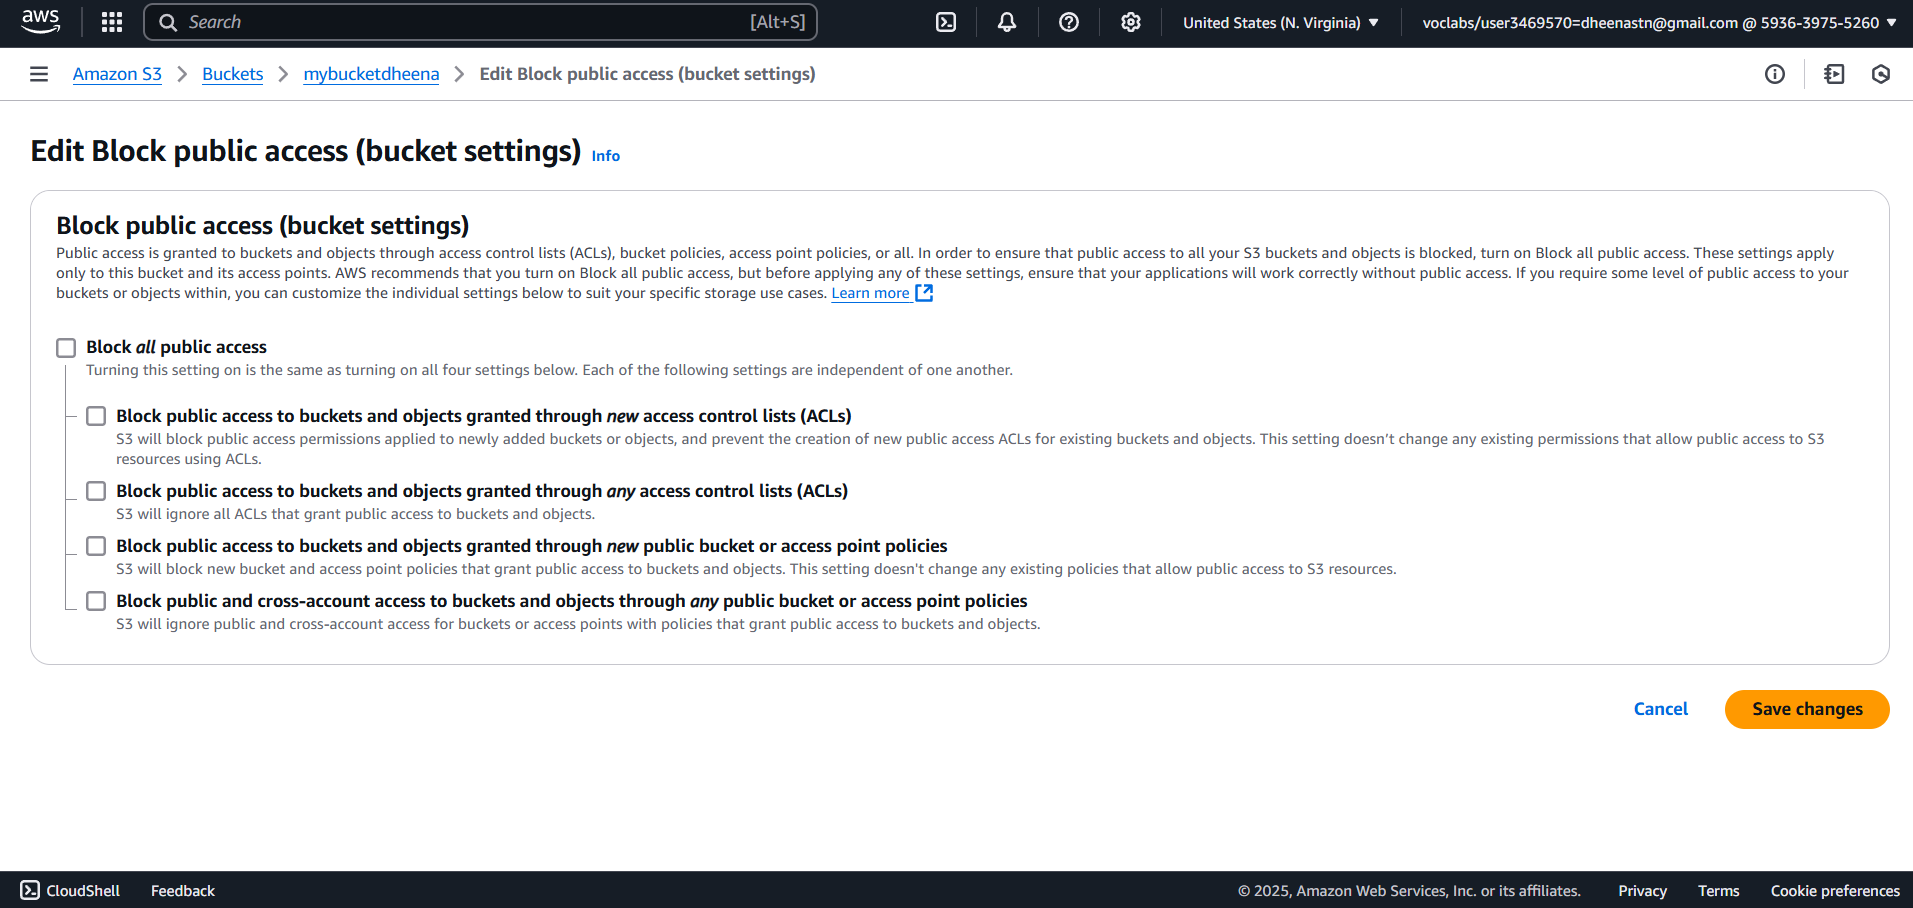 aws
Search [Alt+S]
United States (N. Virginia)
voclabs/user3469570=dheenastn@gmail.com @ 5936-3975-5260
Amazon S3 > Buckets > mybucketdheena > Edit Block public access (bucket settings)
Edit Block public access (bucket settings) Info
Block public access (bucket settings)
Public access is granted to buckets and objects through access control lists (ACLs), bucket policies, access point policies, or all. In order to ensure that public access to all your S3 buckets and objects is blocked, turn on Block all public access. These settings apply
only to this bucket and its access points. AWS recommends that you turn on Block all public access, but before applying any of these settings, ensure that your applications will work correctly without public access. If you require some level of public access to your
buckets or objects within, you can customize the individual settings below to suit your specific storage use cases. Learn more
Block all public access
Turning this setting on is the same as turning on all four settings below. Each of the following settings are independent of one another.
Block public access to buckets and objects granted through new access control lists (ACLs)
S3 will block public access permissions applied to newly added buckets or objects, and prevent the creation of new public access ACLs for existing buckets and objects. This setting doesn't change any existing permissions that allow public access to S3
resources using ACLs.
Block public access to buckets and objects granted through any access control lists (ACLs)
S3 will ignore all ACLs that grant public access to buckets and objects.
Block public access to buckets and objects granted through new public bucket or access point policies
S3 will block new bucket and access point policies that grant public access to buckets and objects. This setting doesn't change any existing policies that allow public access to S3 resources.
Block public and cross-account access to buckets and objects through any public bucket or access point policies
S3 will ignore public and cross-account access for buckets or access points with policies that grant public access to buckets and objects.
Cancel
Save changes
CloudShell Feedback © 2025, Amazon Web Services, Inc. or its affiliates. Privacy Terms Cookie preferences